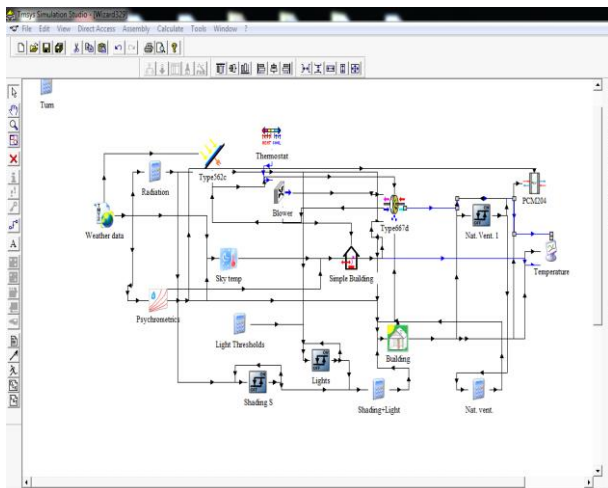 Trnsys Simulation Studio - [Wizard329]
File Edit View Direct Access Assembly Calculate Tools Window ?
Turn
Thermostat
Type562c
Radiation
PCM204
Blower
Type667d
Nat. Vent. 1
Weather data
Temperature
Sky temp
Simple Building
Psychrometrics
Light Thresholds
Building
Lights
Shading S
Shading+Light
Nat. vent.